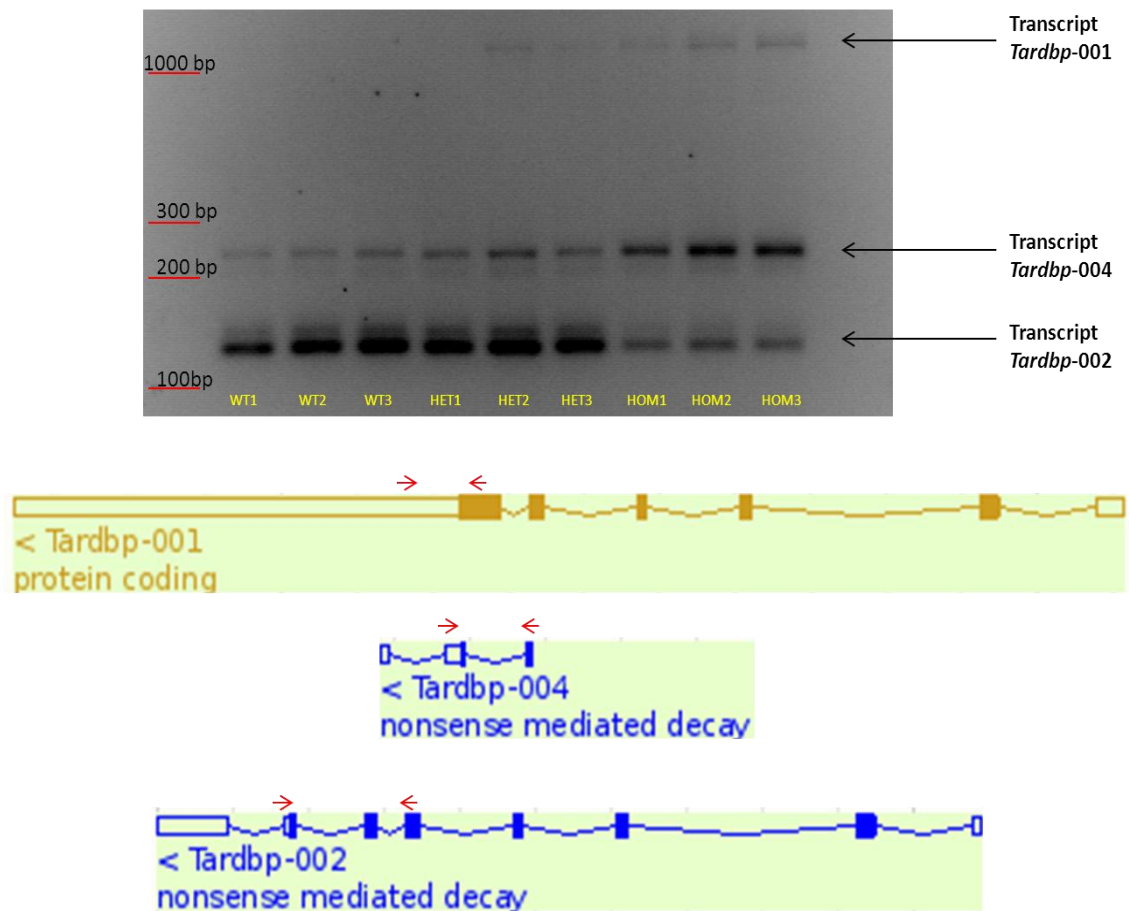 Transcript
Tardbp-001
1000 bp
300 bp
Transcript
Tardbp-004
200 bp
Transcript
Tardbp-002
100bp
WT1 WT2 WT3 HET1 HET2 HET3 HOM1 HOM2 HOM3
< Tardbp-001
protein coding
< Tardbp-004
nonsense mediated decay
< Tardbp-002
nonsense mediated decay